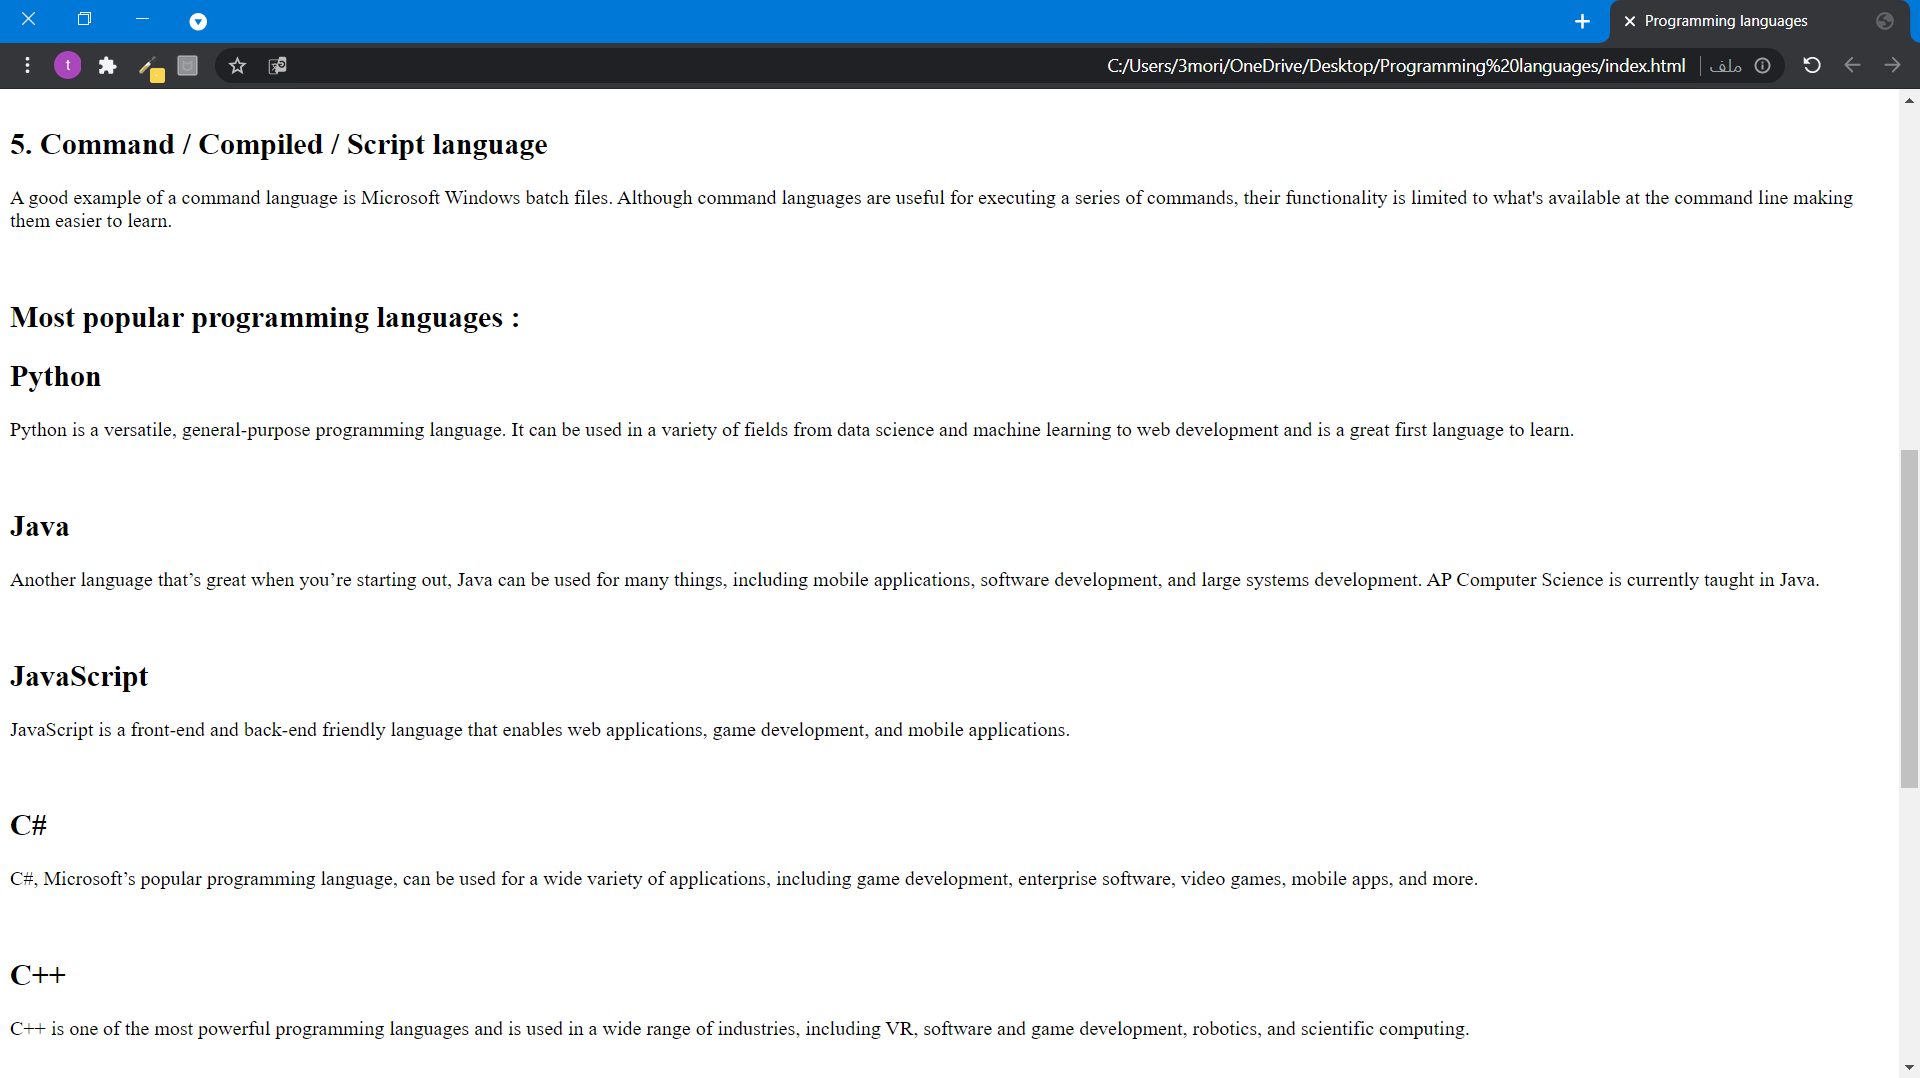 Programming languages
t
C:/Users/3mori/OneDrive/Desktop/Programming%20languages/index.html
ملف
5. Command / Compiled / Script language
A good example of a command language is Microsoft Windows batch files. Although command languages are useful for executing a series of commands, their functionality is limited to what's available at the command line making
them easier to learn.
Most popular programming languages :
Python
Python is a versatile, general-purpose programming language. It can be used in a variety of fields from data science and machine learning to web development and is a great first language to learn.
Java
Another language that’s great when you’re starting out, Java can be used for many things, including mobile applications, software development, and large systems development. AP Computer Science is currently taught in Java.
JavaScript
JavaScript is a front-end and back-end friendly language that enables web applications, game development, and mobile applications.
C#
C#, Microsoft’s popular programming language, can be used for a wide variety of applications, including game development, enterprise software, video games, mobile apps, and more.
C++
C++ is one of the most powerful programming languages and is used in a wide range of industries, including VR, software and game development, robotics, and scientific computing.